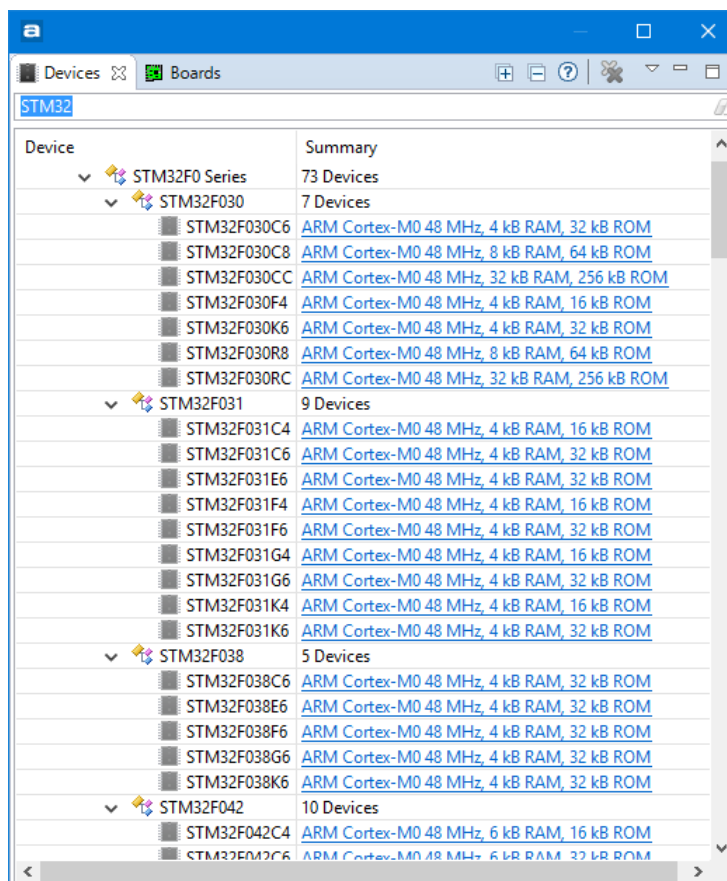 a
Devices Boards
STM32
Device Summary
STM32F0 Series 73 Devices
STM32F030 7 Devices
STM32F030C6 ARM Cortex-M0 48 MHz, 4 kB RAM, 32 kB ROM
STM32F030C8 ARM Cortex-M0 48 MHz, 8 kB RAM, 64 kB ROM
STM32F030CC ARM Cortex-M0 48 MHz, 32 kB RAM, 256 kB ROM
STM32F030F4 ARM Cortex-M0 48 MHz, 4 kB RAM, 16 kB ROM
STM32F030K6 ARM Cortex-M0 48 MHz, 4 kB RAM, 32 kB ROM
STM32F030R8 ARM Cortex-M0 48 MHz, 8 kB RAM, 64 kB ROM
STM32F030RC ARM Cortex-M0 48 MHz, 32 kB RAM, 256 kB ROM
STM32F031 9 Devices
STM32F031C4 ARM Cortex-M0 48 MHz, 4 kB RAM, 16 kB ROM
STM32F031C6 ARM Cortex-M0 48 MHz, 4 kB RAM, 32 kB ROM
STM32F031E6 ARM Cortex-M0 48 MHz, 4 kB RAM, 32 kB ROM
STM32F031F4 ARM Cortex-M0 48 MHz, 4 kB RAM, 16 kB ROM
STM32F031F6 ARM Cortex-M0 48 MHz, 4 kB RAM, 32 kB ROM
STM32F031G4 ARM Cortex-M0 48 MHz, 4 kB RAM, 16 kB ROM
STM32F031G6 ARM Cortex-M0 48 MHz, 4 kB RAM, 32 kB ROM
STM32F031K4 ARM Cortex-M0 48 MHz, 4 kB RAM, 16 kB ROM
STM32F031K6 ARM Cortex-M0 48 MHz, 4 kB RAM, 32 kB ROM
STM32F038 5 Devices
STM32F038C6 ARM Cortex-M0 48 MHz, 4 kB RAM, 32 kB ROM
STM32F038E6 ARM Cortex-M0 48 MHz, 4 kB RAM, 32 kB ROM
STM32F038F6 ARM Cortex-M0 48 MHz, 4 kB RAM, 32 kB ROM
STM32F038G6 ARM Cortex-M0 48 MHz, 4 kB RAM, 32 kB ROM
STM32F038K6 ARM Cortex-M0 48 MHz, 4 kB RAM, 32 kB ROM
STM32F042 10 Devices
STM32F042C4 ARM Cortex-M0 48 MHz, 6 kB RAM, 16 kB ROM
STM32F042C6 ARM Cortex-M0 48 MHz, 6 kB RAM, 32 kB ROM